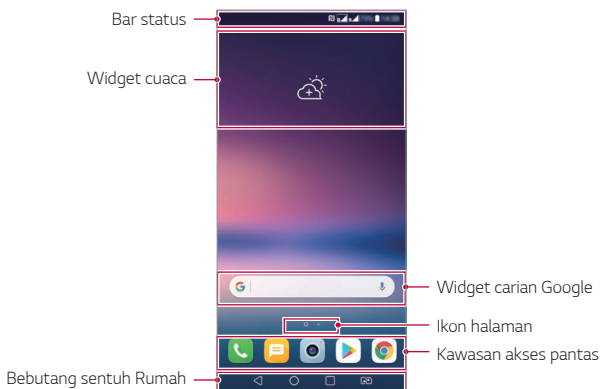 Bar status
Widget cuaca
Widget carian Google
Ikon halaman
Kawasan akses pantas
Bebutang sentuh Rumah